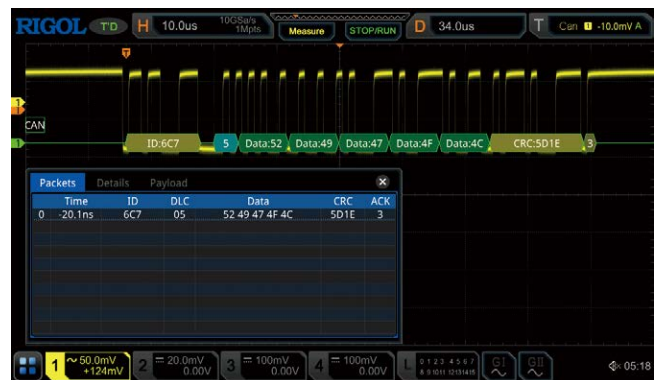 RIGOL T'D H 10.0us 10GSa/s 1Mpts Measure STOP/RUN D 34.0us T Can 1 -10.0mV A
T
1
CAN
1 ID:6C7 5 Data:52 Data:49 Data:47 Data:4F Data:4C CRC:5D1E 3
Packets Details Payload
Time ID DLC Data CRC ACK
0 -20.1ns 6C7 05 52 49 47 4F 4C 5D1E 3
1 50.0mV +124mV 2 20.0mV 0.00V 3 100mV 0.00V 4 100mV 0.00V L 0 1 2 3 4 5 6 7 8 9 10 11 12 13 14 15 GI GII 05:18